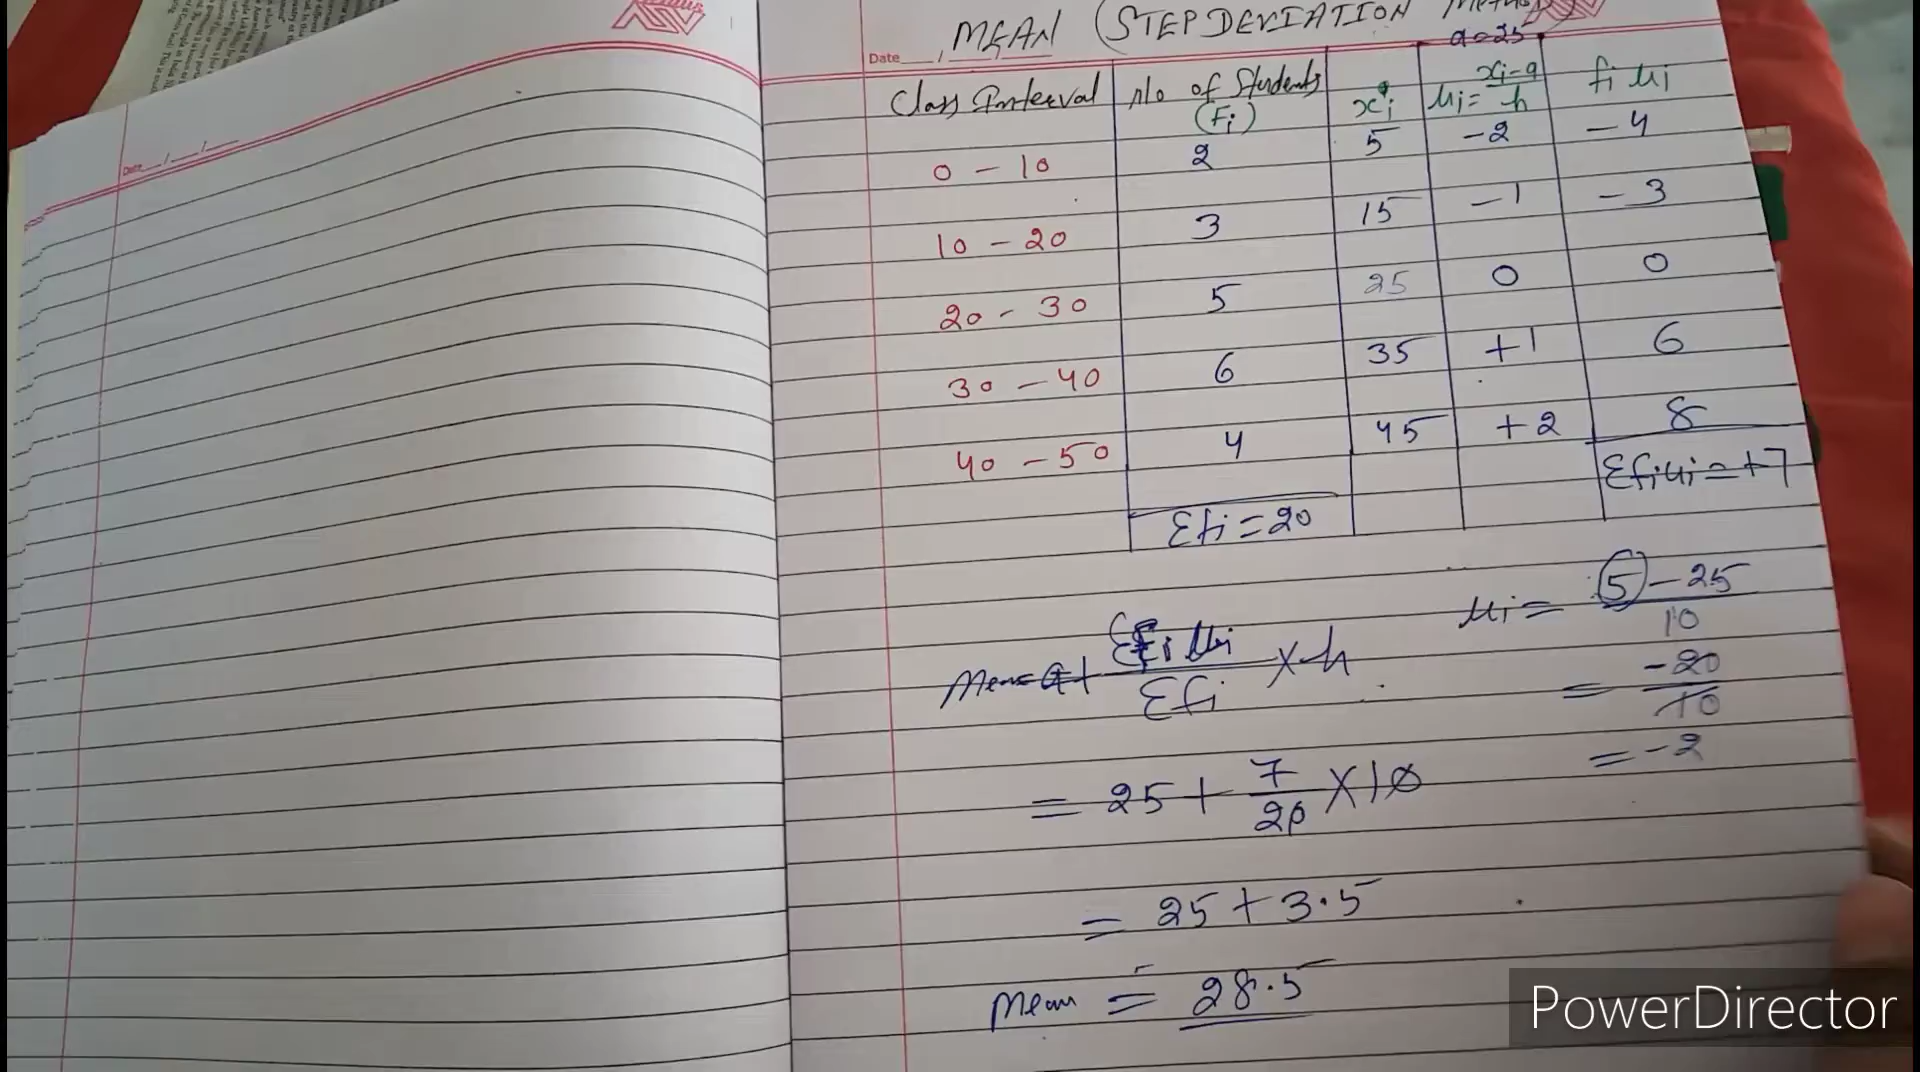 MEAN (STEP DEVIATION Method)
Date
Date
a=25
Class Interval No of Students (Fi) xi ui = xi-a/h fi ui
0 - 10 2 5 -2 -4
10 - 20 3 15 -1 -3
20 - 30 5 25 0 0
30 - 40 6 35 +1 6
40 - 50 4 45 +2 8
Σfi = 20 Σfiui = +7
Mean = a + Σfiui/Σfi × h
ui = 5-25/10
= -20/10
= -2
= 25 + 7/20 × 10
= 25 + 3.5
Mean = 28.5
PowerDirector